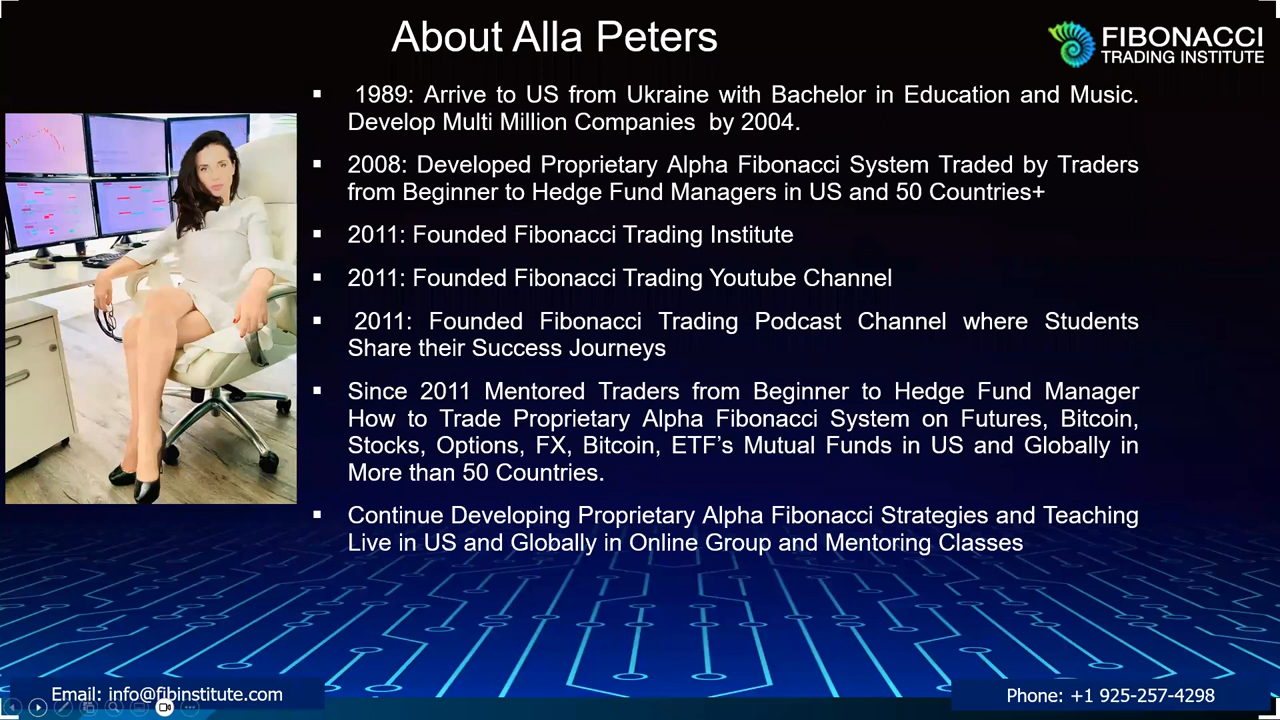 About Alla Peters
FIBONACCI
TRADING INSTITUTE
▪ 1989: Arrive to US from Ukraine with Bachelor in Education and Music.
Develop Multi Million Companies by 2004.
▪ 2008: Developed Proprietary Alpha Fibonacci System Traded by Traders
from Beginner to Hedge Fund Managers in US and 50 Countries+
▪ 2011: Founded Fibonacci Trading Institute
▪ 2011: Founded Fibonacci Trading Youtube Channel
▪ 2011: Founded Fibonacci Trading Podcast Channel where Students
Share their Success Journeys
▪ Since 2011 Mentored Traders from Beginner to Hedge Fund Manager
How to Trade Proprietary Alpha Fibonacci System on Futures, Bitcoin,
Stocks, Options, FX, Bitcoin, ETF’s Mutual Funds in US and Globally in
More than 50 Countries.
▪ Continue Developing Proprietary Alpha Fibonacci Strategies and Teaching
Live in US and Globally in Online Group and Mentoring Classes
Email: info@fibinstitute.com
Phone: +1 925-257-4298